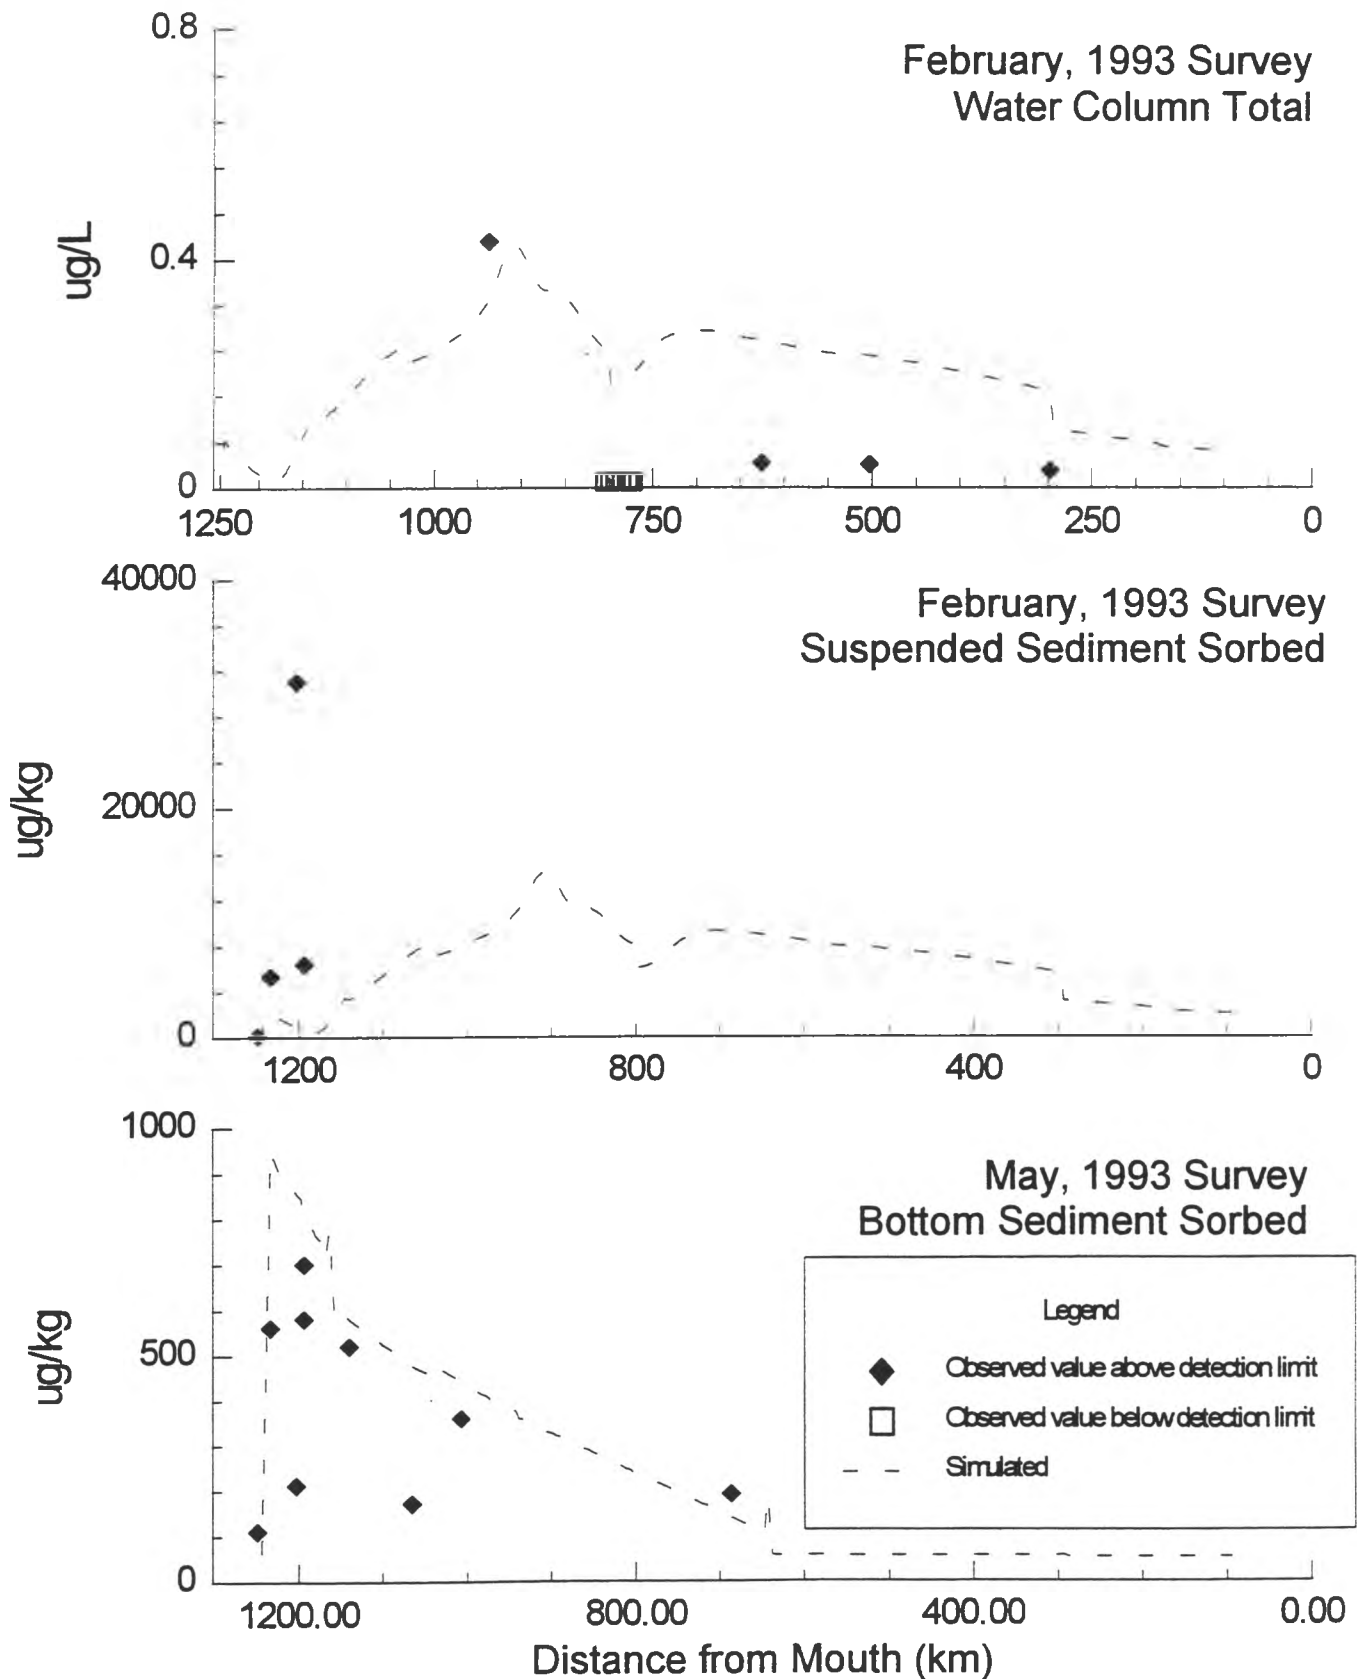 0.8
February, 1993 Survey
Water Column Total
ug/L
0.4
0
1250 1000 750 500 250 0
40000
February, 1993 Survey
Suspended Sediment Sorbed
ug/kg
20000
0
1200 800 400 0
1000
May, 1993 Survey
Bottom Sediment Sorbed
Legend
ug/kg
500
Observed value above detection limit
Observed value below detection limit
Simulated
0
1200.00 800.00 400.00 0.00
Distance from Mouth (km)